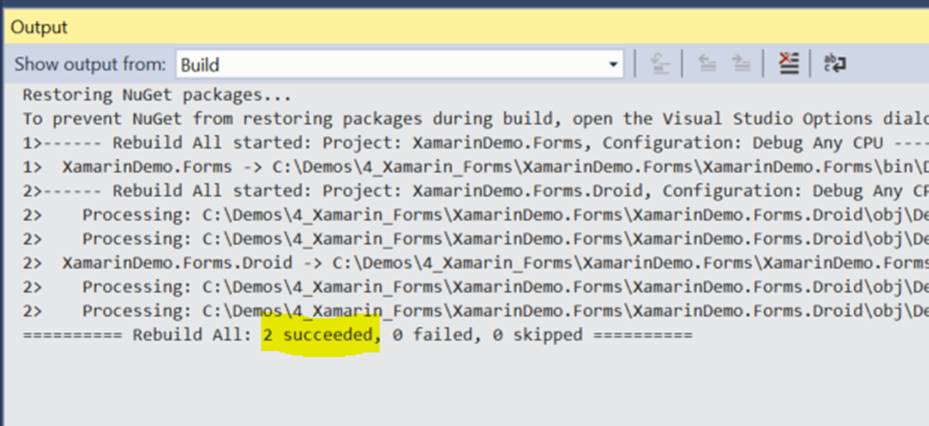 Output
Show output from: Build
Restoring NuGet packages...
To prevent NuGet from restoring packages during build, open the Visual Studio Options dialo
1>------ Rebuild All started: Project: XamarinDemo.Forms, Configuration: Debug Any CPU ----
1>  XamarinDemo.Forms -> C:\Demos\4_Xamarin_Forms\XamarinDemo.Forms\XamarinDemo.Forms\bin\D
2>------ Rebuild All started: Project: XamarinDemo.Forms.Droid, Configuration: Debug Any CP
2>    Processing: C:\Demos\4_Xamarin_Forms\XamarinDemo.Forms\XamarinDemo.Forms.Droid\obj\De
2>    Processing: C:\Demos\4_Xamarin_Forms\XamarinDemo.Forms\XamarinDemo.Forms.Droid\obj\De
2>  XamarinDemo.Forms.Droid -> C:\Demos\4_Xamarin_Forms\XamarinDemo.Forms\XamarinDemo.Forms
2>    Processing: C:\Demos\4_Xamarin_Forms\XamarinDemo.Forms\XamarinDemo.Forms.Droid\obj\De
2>    Processing: C:\Demos\4_Xamarin_Forms\XamarinDemo.Forms\XamarinDemo.Forms.Droid\obj\De
========== Rebuild All: 2 succeeded, 0 failed, 0 skipped ==========